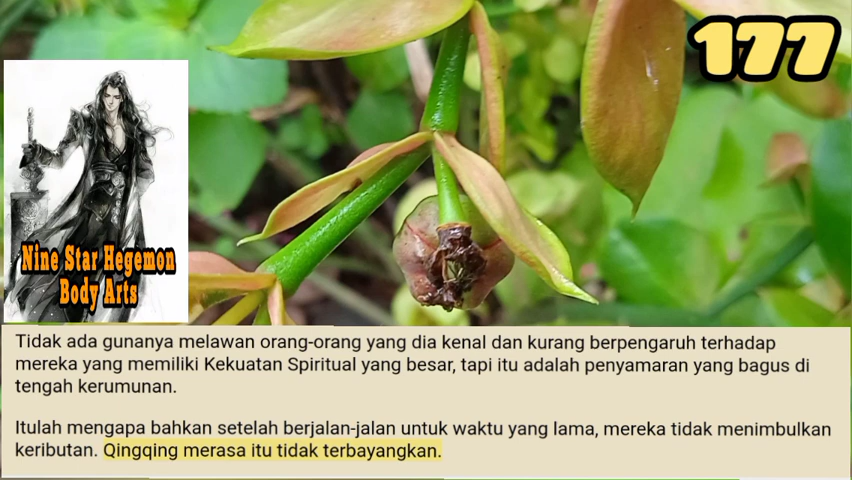 177
Nine Star Hegemon
Body Arts
Tidak ada gunanya melawan orang-orang yang dia kenal dan kurang berpengaruh terhadap
mereka yang memiliki Kekuatan Spiritual yang besar, tapi itu adalah penyamaran yang bagus di
tengah kerumunan.
Itulah mengapa bahkan setelah berjalan-jalan untuk waktu yang lama, mereka tidak menimbulkan
keributan. Qingqing merasa itu tidak terbayangkan.